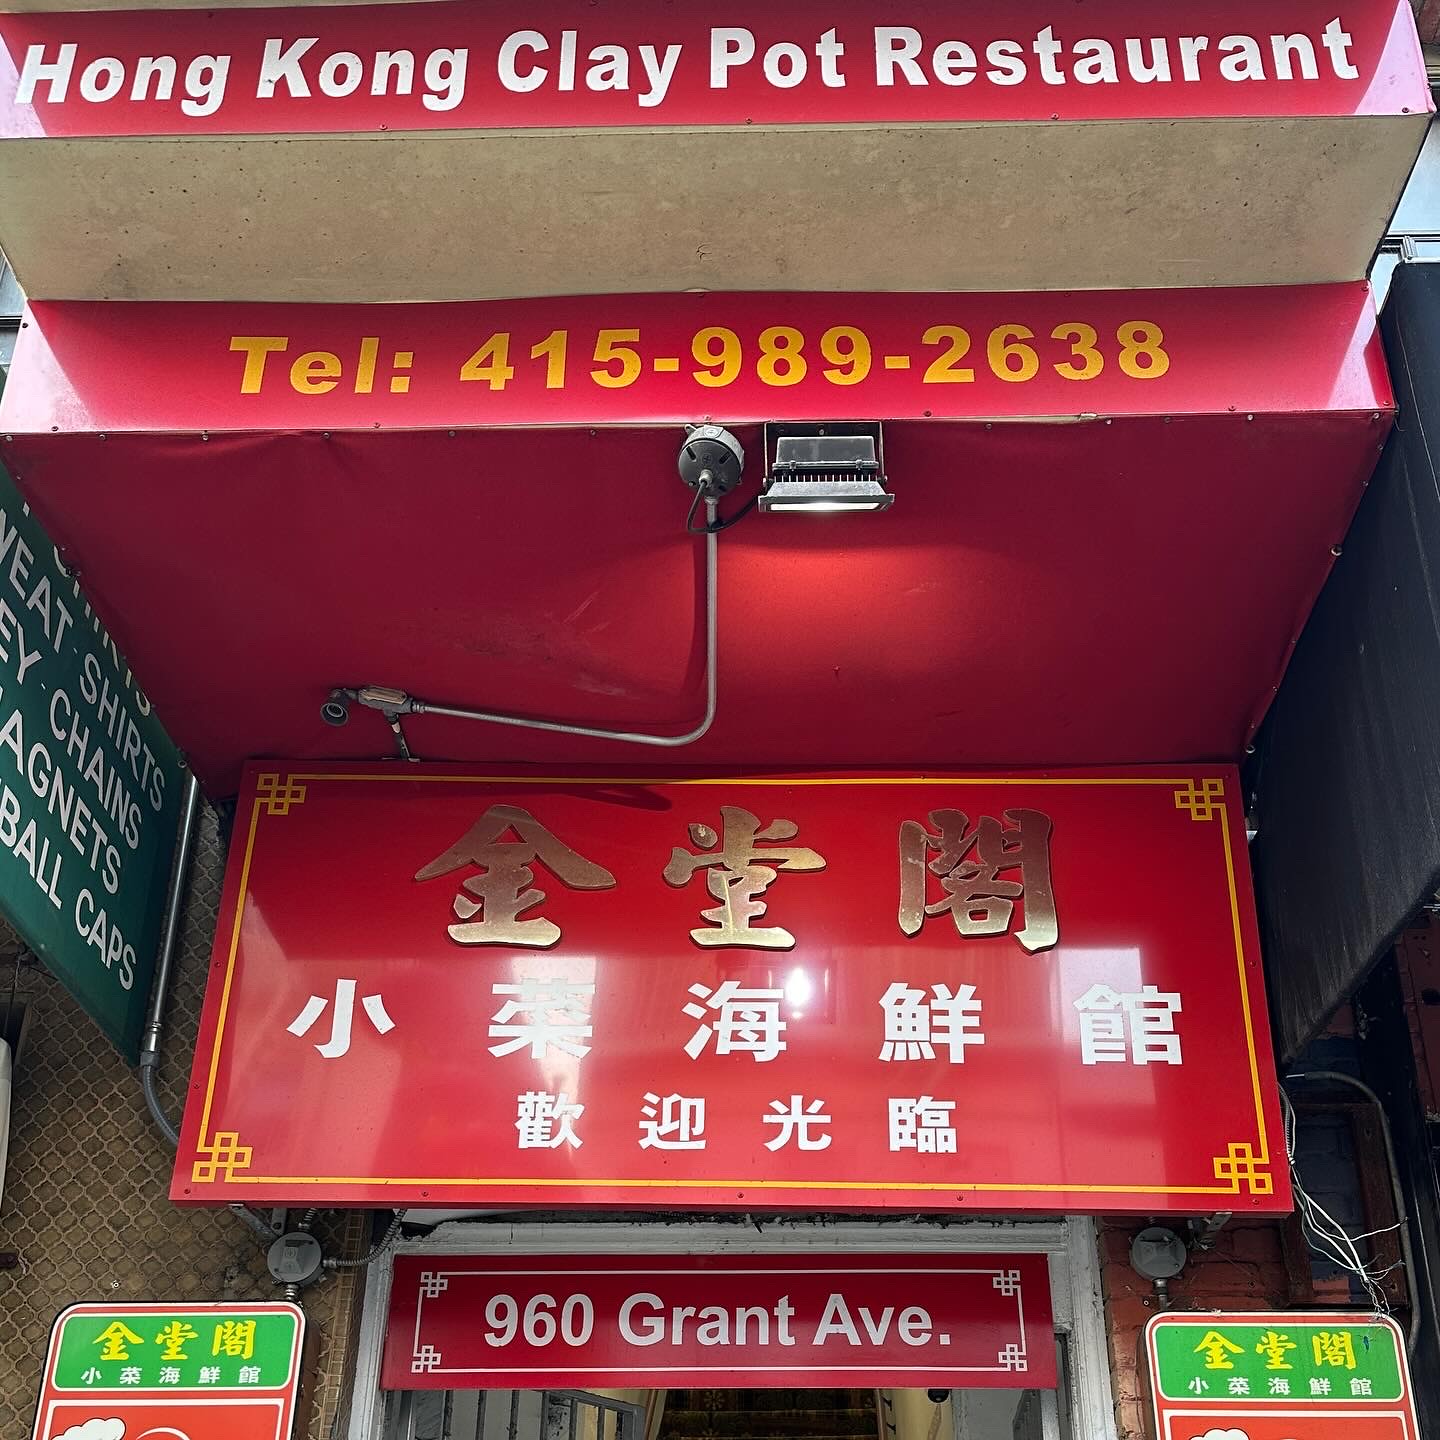 Hong Kong Clay Pot Restaurant
Tel: 415-989-2638
SHIRTS
KEY CHAINS
BALL CAPS
金堂閣
小菜海鮮館
歡迎光臨
960 Grant Ave.
金堂閣
小菜海鮮館
金堂閣
小菜海鮮館